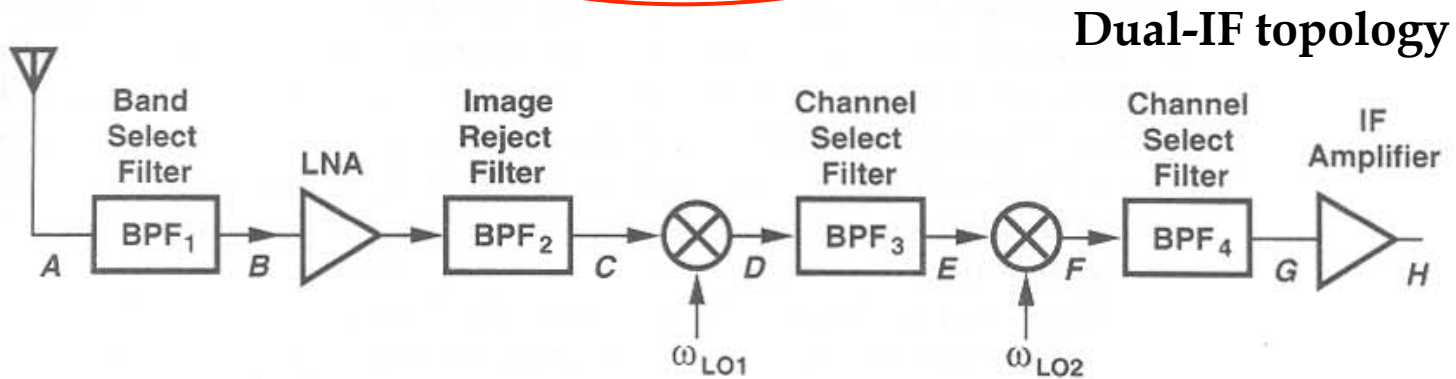 Dual-IF topology
Band
Select
Filter
BPF1
LNA
Image
Reject
Filter
BPF2
Channel
Select
Filter
BPF3
Channel
Select
Filter
BPF4
IF
Amplifier
A
B
C
D
E
F
G
H
ωLO1
ωLO2